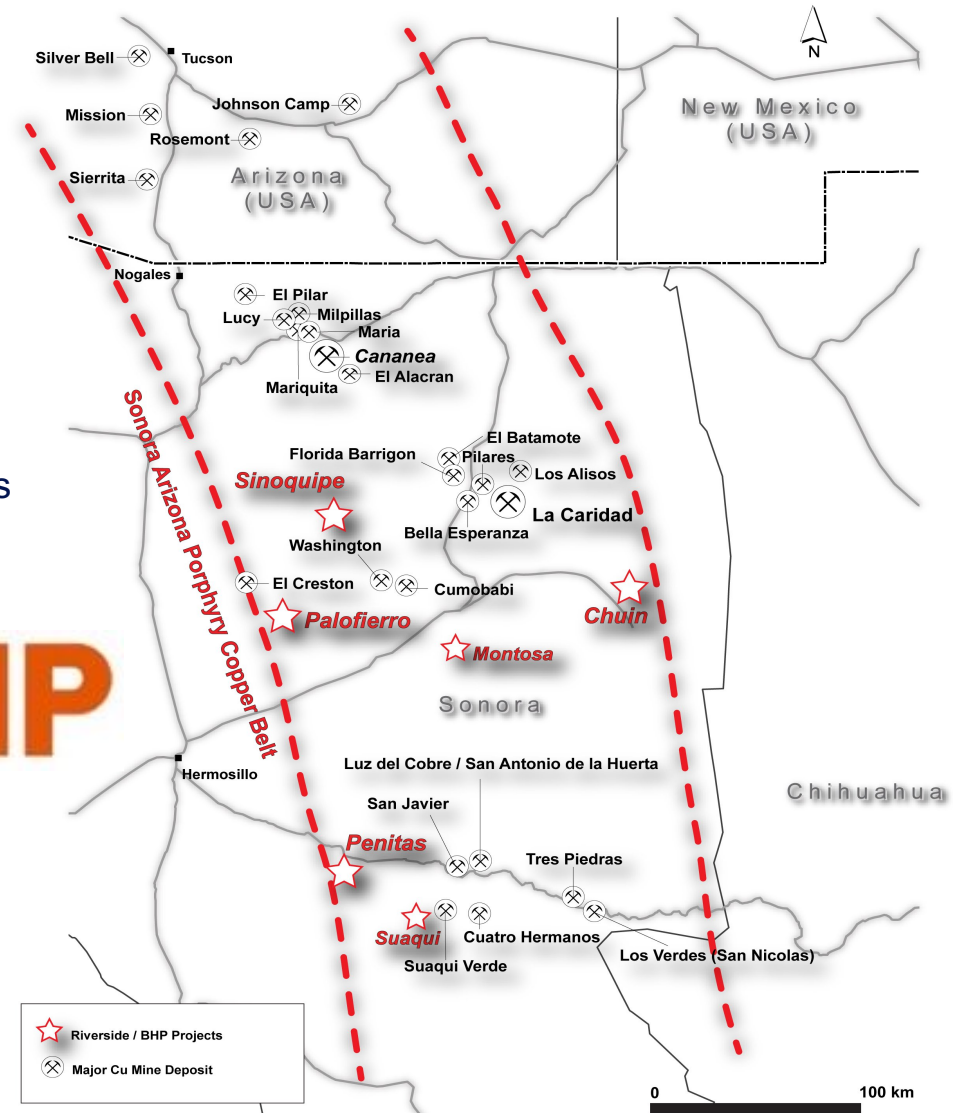 N
Silver Bell
Tucson
Mission
Johnson Camp
Rosemont
Sierrita
Arizona
(USA)
New Mexico
(USA)
Nogales
El Pilar
Lucy
Milpillas
Maria
Cananea
El Alacran
Mariquita
Sonora Arizona Porphyry Copper Belt
El Batamote
Florida Barrigon
Pilares
Los Alisos
Sinoquipe
s
La Caridad
Bella Esperanza
Washington
El Creston
Cumobabi
Palofierro
Chuin
Montosa
HP
Sonora
Hermosillo
Luz del Cobre / San Antonio de la Huerta
Chihuahua
San Javier
Penitas
Tres Piedras
Suaqui
Cuatro Hermanos
Suaqui Verde
Los Verdes (San Nicolas)
Riverside / BHP Projects
Major Cu Mine Deposit
0 100 km